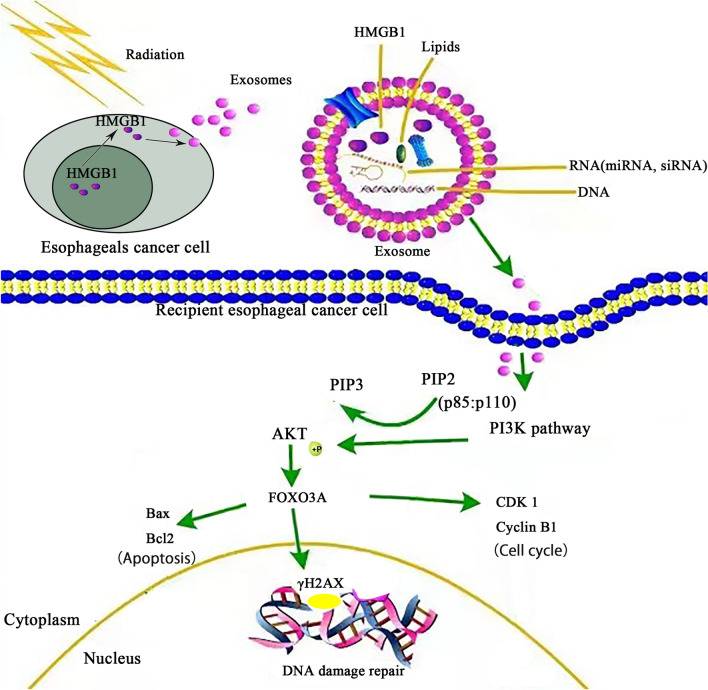 Radiation
HMGB1
Exosomes
HMGB1
Esophageals cancer cell
HMGB1
Lipids
RNA(miRNA, siRNA)
DNA
Exosome
Recipient esophageal cancer cell
PIP3
PIP2
(p85:p110)
PI3K pathway
AKT
+P
FOXO3A
Bax
Bcl2
(Apoptosis)
CDK 1
Cyclin B1
(Cell cycle)
γH2AX
Cytoplasm
Nucleus
DNA damage repair